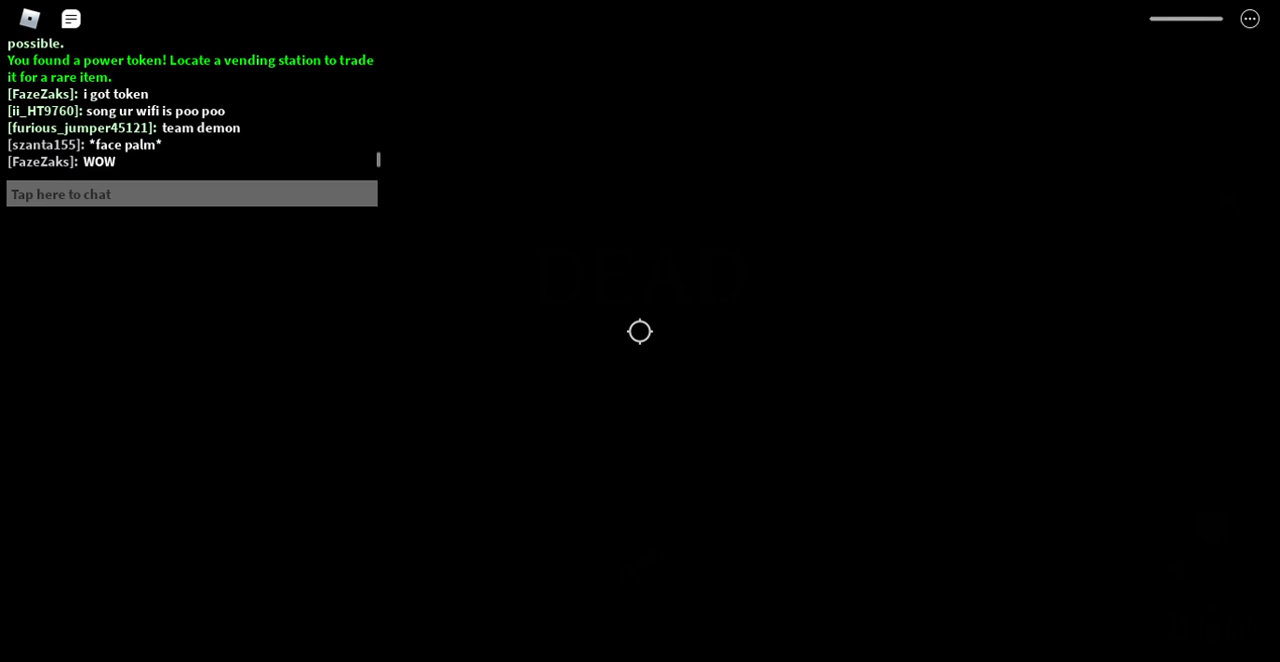 possible.
You found a power token! Locate a vending station to trade
it for a rare item.
[FazeZaks]: i got token
[ii_HT9760]: song ur wifi is poo poo
[furious_jumper45121]: team demon
[szanta155]: *face palm*
[FazeZaks]: WOW
Tap here to chat
DEAD